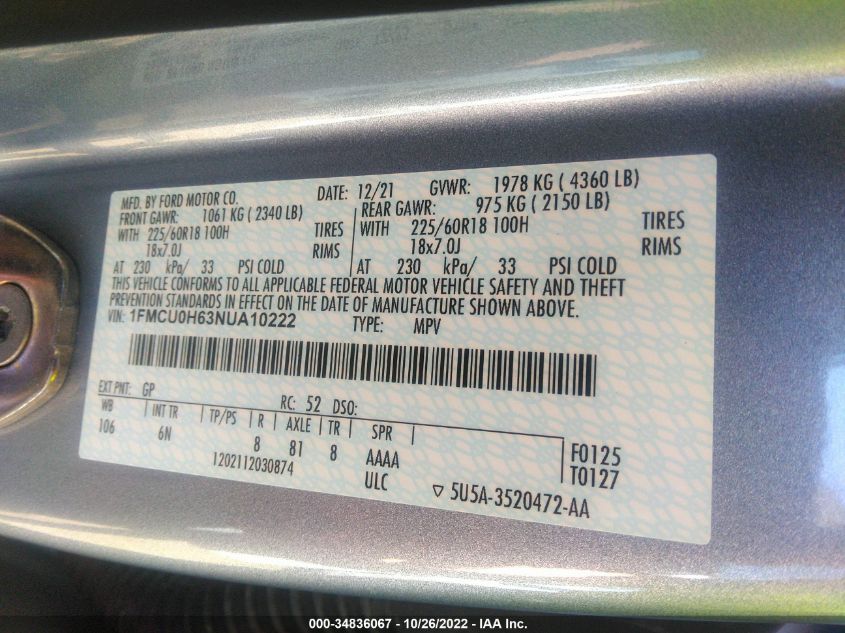 MFD. BY FORD MOTOR CO. DATE: 12/21 GVWR: 1978 KG ( 4360 LB)
FRONT GAWR: 1061 KG ( 2340 LB) REAR GAWR: 975 KG ( 2150 LB)
WITH 225/60R18 100H TIRES WITH 225/60R18 100H TIRES
18x7.0J RIMS 18x7.0J RIMS
AT 230 kPa/ 33 PSI COLD AT 230 kPa/ 33 PSI COLD
THIS VEHICLE CONFORMS TO ALL APPLICABLE FEDERAL MOTOR VEHICLE SAFETY AND THEFT
PREVENTION STANDARDS IN EFFECT ON THE DATE OF MANUFACTURE SHOWN ABOVE.
VIN: 1FMCU0H63NUA10222 TYPE: MPV
EXT PNT: GP RC: 52 DSO:
WB INT TR TP/PS R AXLE TR SPR
106 6N 8 81 8 AAAA F0125
1202112030874 ULC T0127
▽ 5U5A-3520472-AA
000-34836067 - 10/26/2022 - IAA Inc.